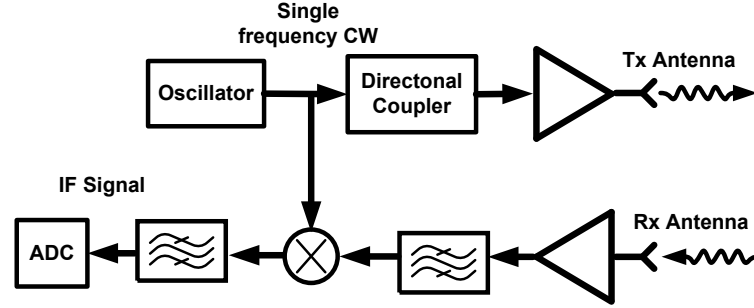 Single
frequency CW
Oscillator
Directonal
Coupler
Tx Antenna
IF Signal
ADC
Rx Antenna